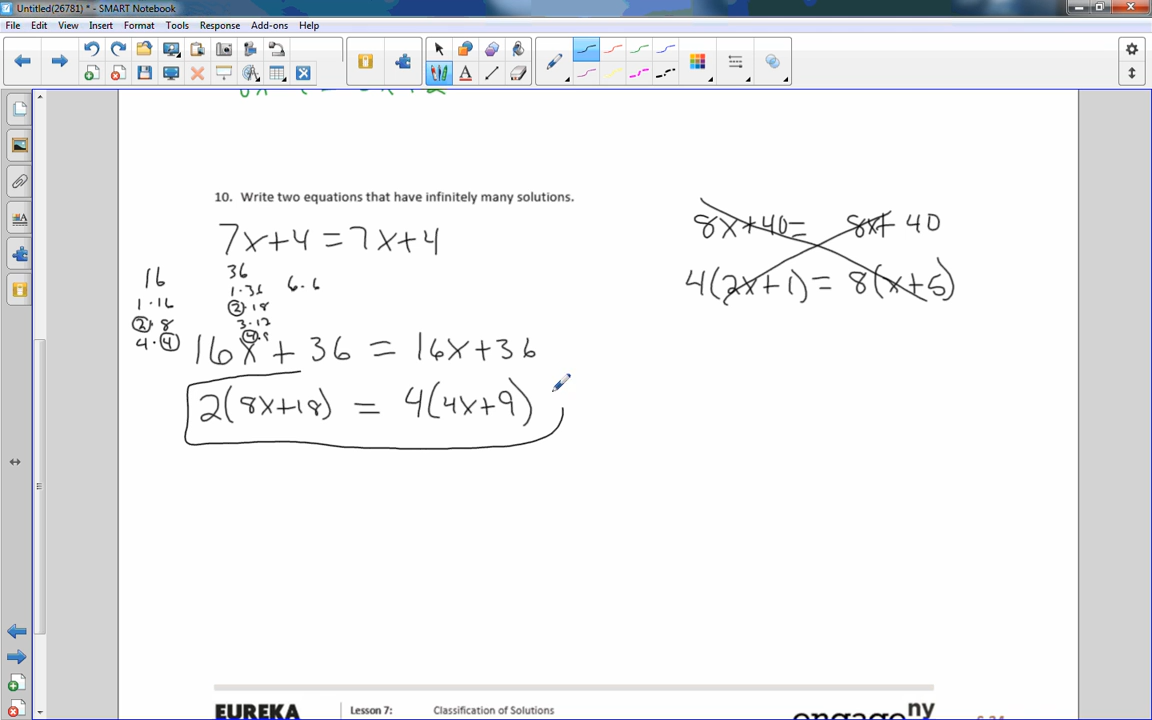 Untitled(26781) * - SMART Notebook
File Edit View Insert Format Tools Response Add-ons Help
10. Write two equations that have infinitely many solutions.
7x+4=7x+4
8x+40= 8x+ 40
4(2x+1)= 8(x+5)
16
1·16
2· 8
4·4
36
1·36
2·18
3·12
4·9
6·6
16x + 36 = 16x+36
2(8x+18) = 4(4x+9)
EUREKA
Lesson 7: Classification of Solutions
ny